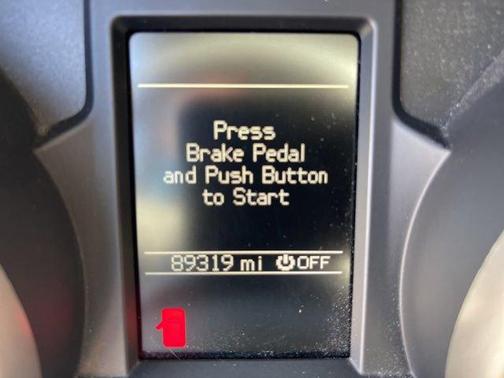 Press
Brake Pedal
and Push Button
to Start
89319 mi OFF